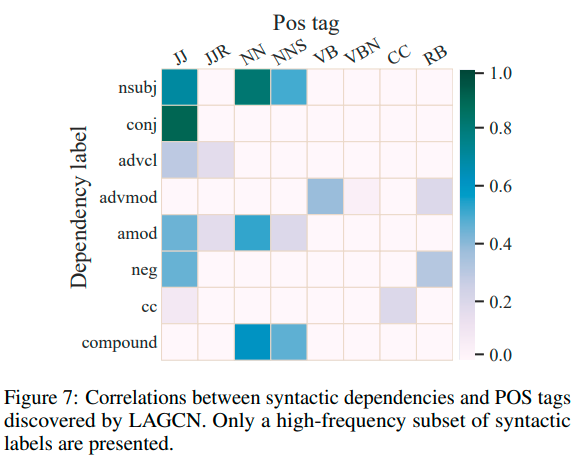 Pos tag
JJ JJR NN NNS VB VBN CC RB
nsubj
conj
advcl
advmod
amod
neg
cc
compound
Dependency label
1.0
0.8
0.6
0.4
0.2
0.0
Figure 7: Correlations between syntactic dependencies and POS tags
discovered by LAGCN. Only a high-frequency subset of syntactic
labels are presented.